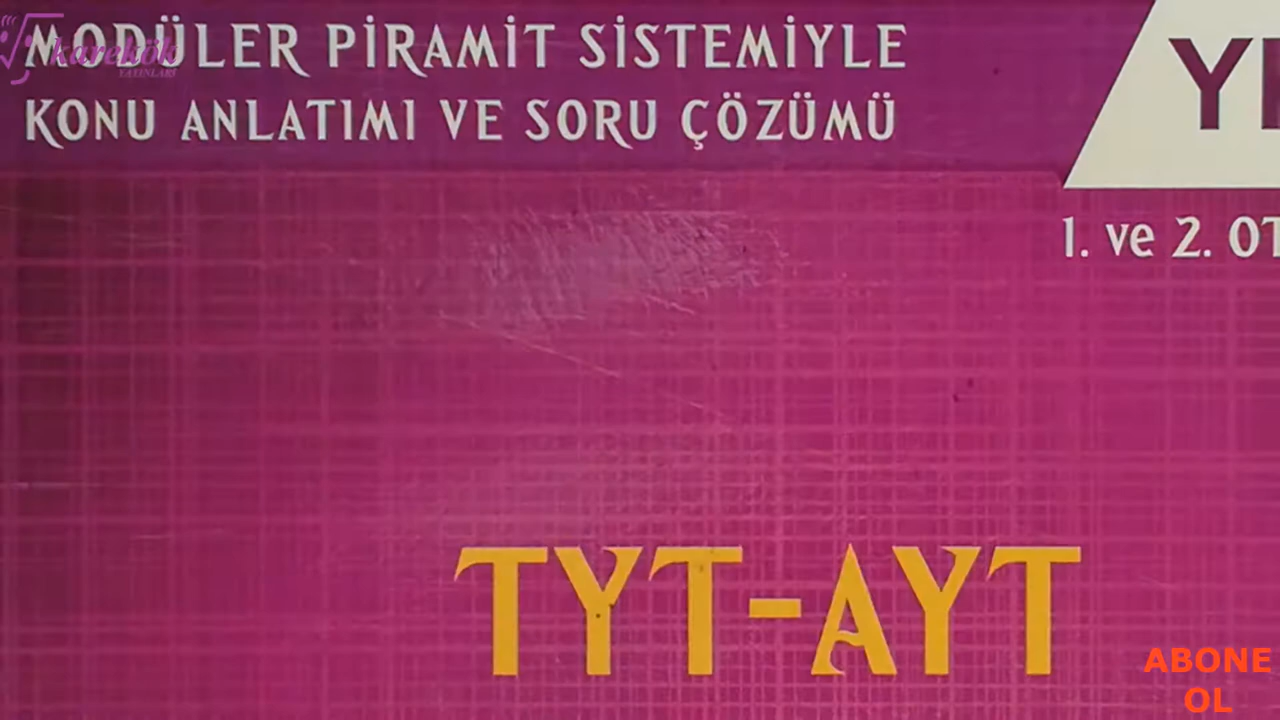 MODÜLER PİRAMİT SİSTEMİYLE
KONU ANLATIMI VE SORU ÇÖZÜMÜ
karekök
YAYINLARI
1. ve 2.
TYT-AYT
ABONE
OL